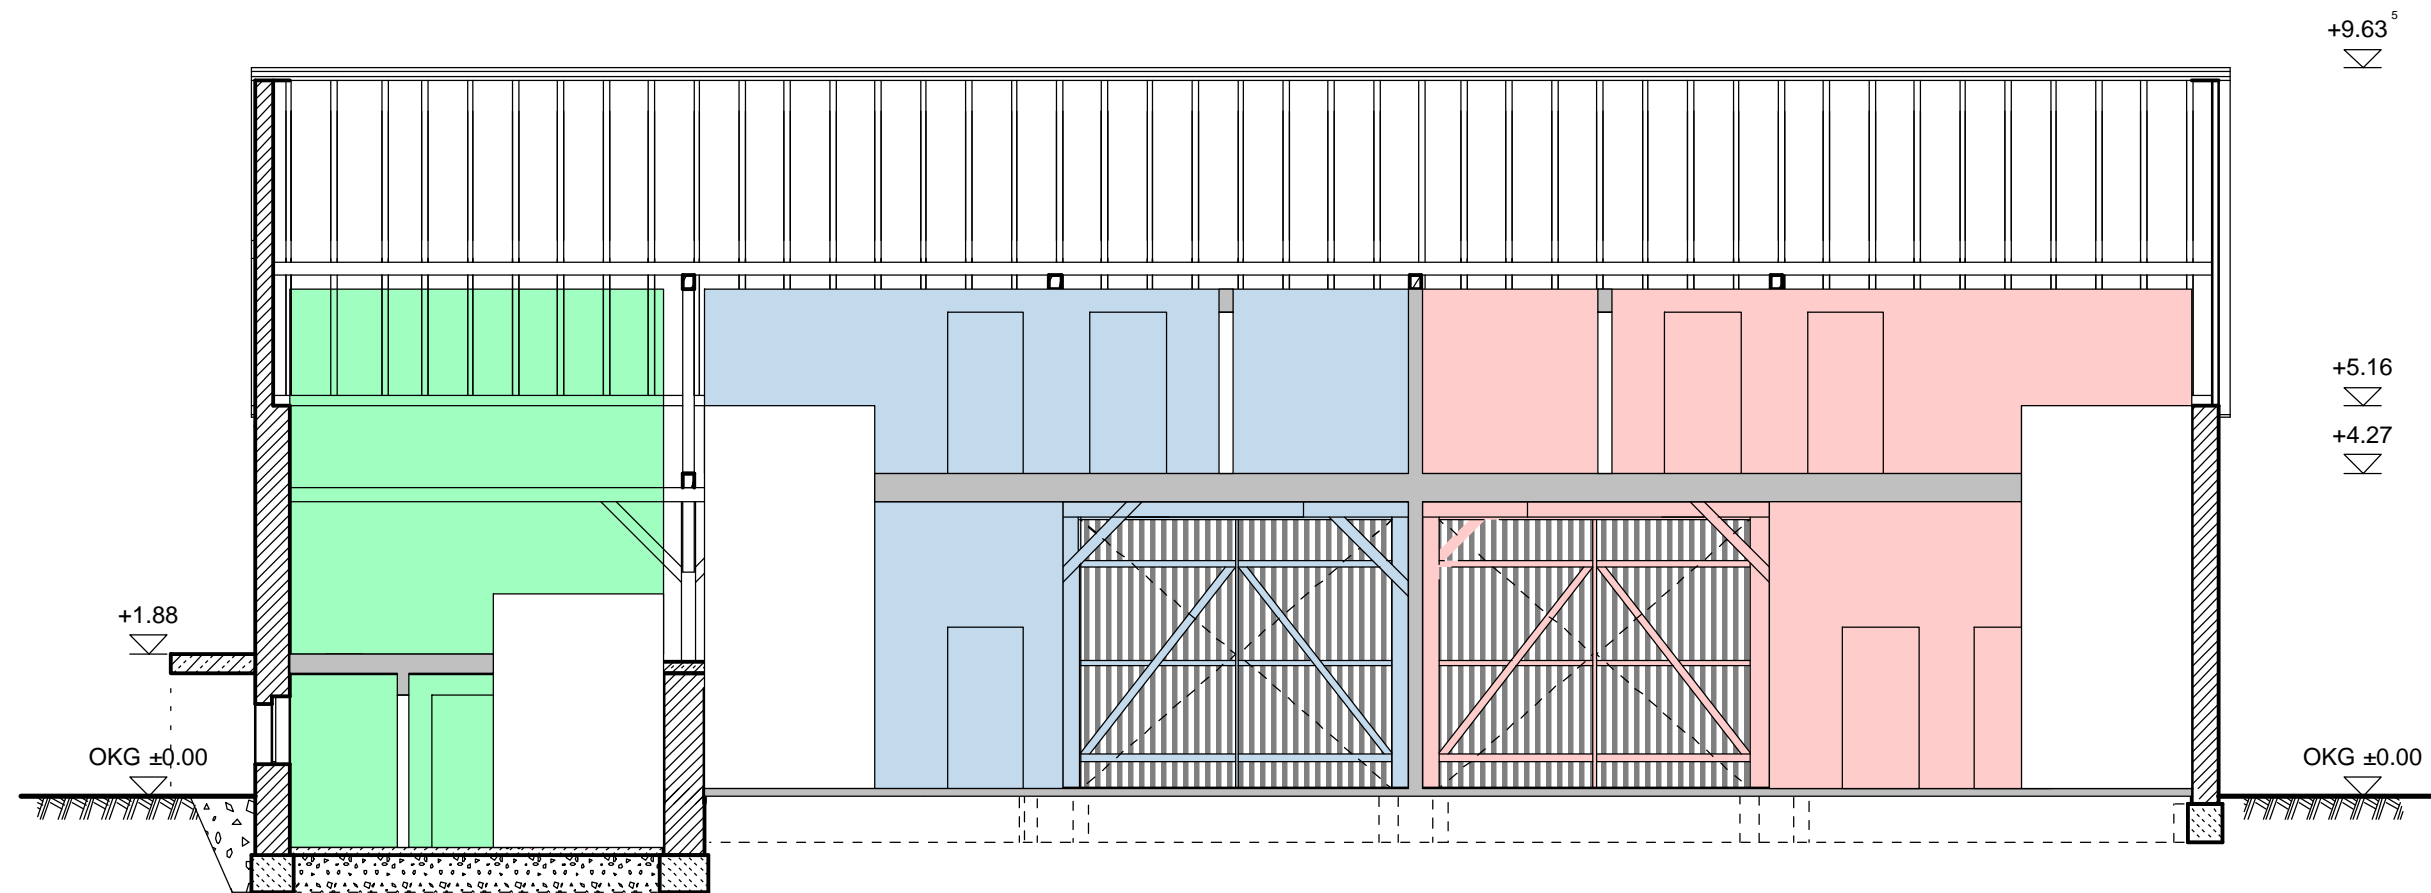 +9.63⁵
+5.16
+4.27
+1.88
OKG ±0.00
OKG ±0.00